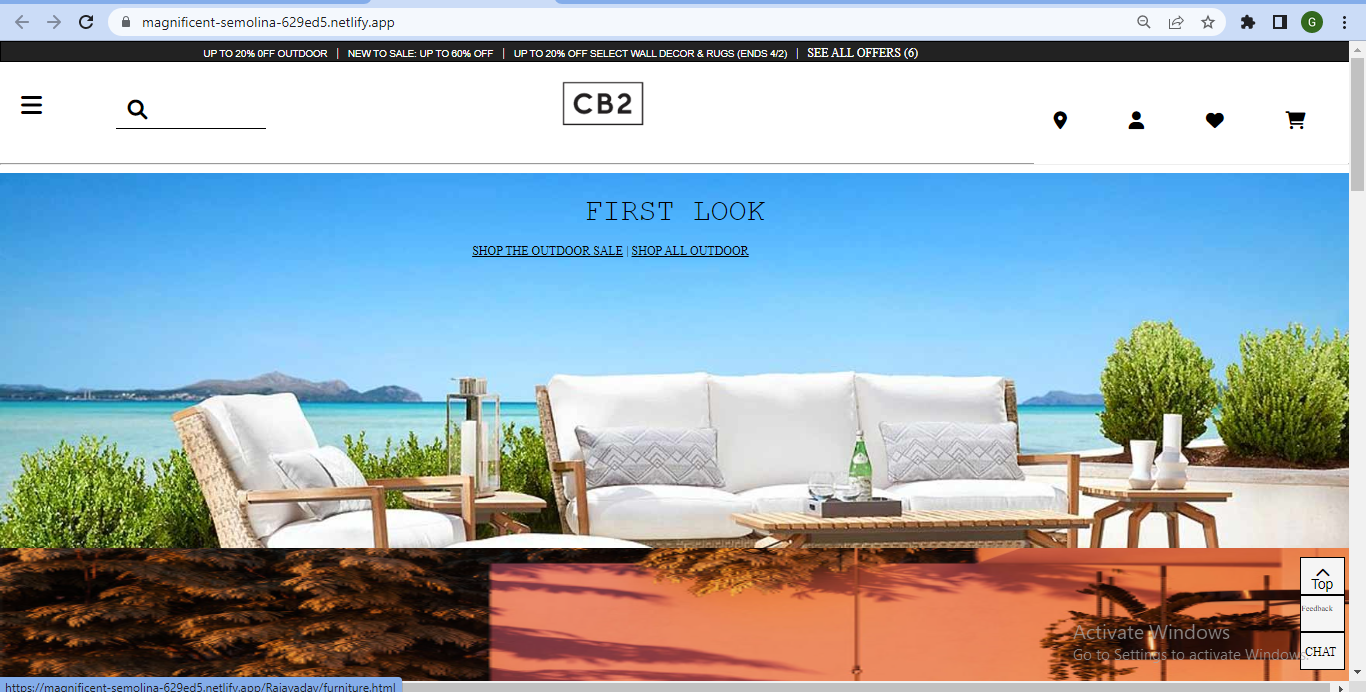 magnificent-semolina-629ed5.netlify.app
G
UP TO 20% 0FF OUTDOOR | NEW TO SALE: UP TO 60% OFF | UP TO 20% OFF SELECT WALL DECOR & RUGS (ENDS 4/2) | SEE ALL OFFERS (6)
CB2
FIRST LOOK
SHOP THE OUTDOOR SALE | SHOP ALL OUTDOOR
Top
Feedback
Activate Windows
Go to Settings to activate Windows.
CHAT
https://magnificent-semolina-629ed5.netlify.app/Rajayadav/furniture.html